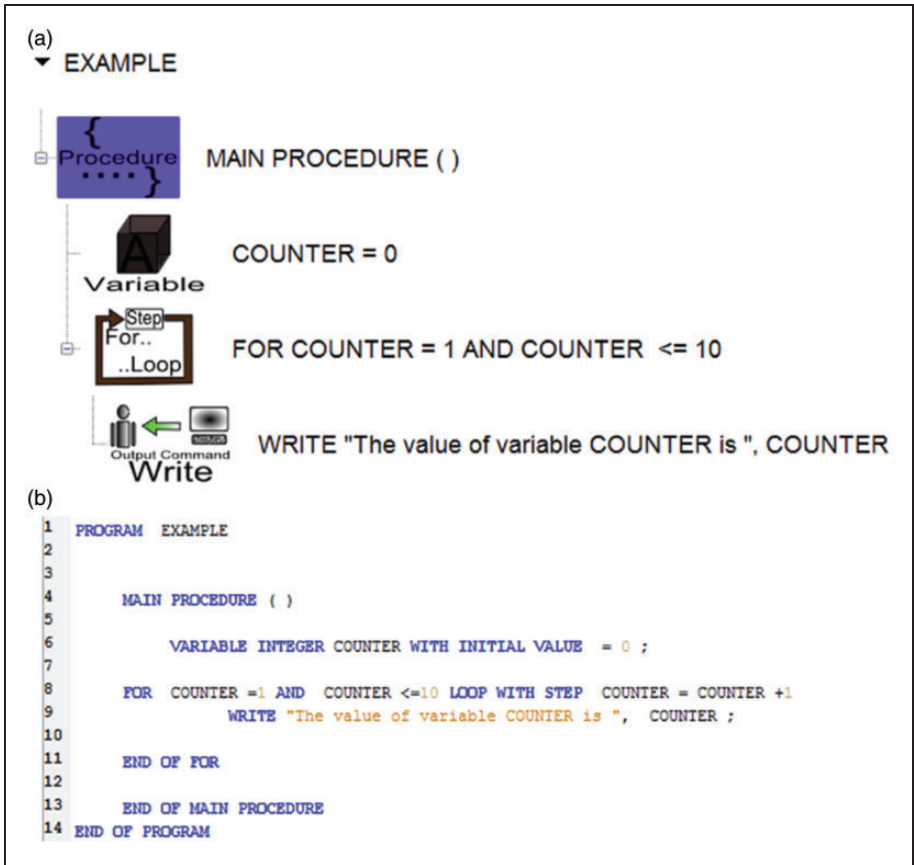 (a)
EXAMPLE
{
Procedure
.... }
MAIN PROCEDURE ( )
A
Variable
COUNTER = 0
Step
For..
..Loop
FOR COUNTER = 1 AND COUNTER <= 10
Output Command
Write
WRITE "The value of variable COUNTER is ", COUNTER
(b)
1 PROGRAM EXAMPLE
2
3
4 MAIN PROCEDURE ( )
5
6 VARIABLE INTEGER COUNTER WITH INITIAL VALUE = 0 ;
7
8 FOR COUNTER =1 AND COUNTER <=10 LOOP WITH STEP COUNTER = COUNTER +1
9 WRITE "The value of variable COUNTER is ", COUNTER ;
10
11 END OF FOR
12
13 END OF MAIN PROCEDURE
14 END OF PROGRAM